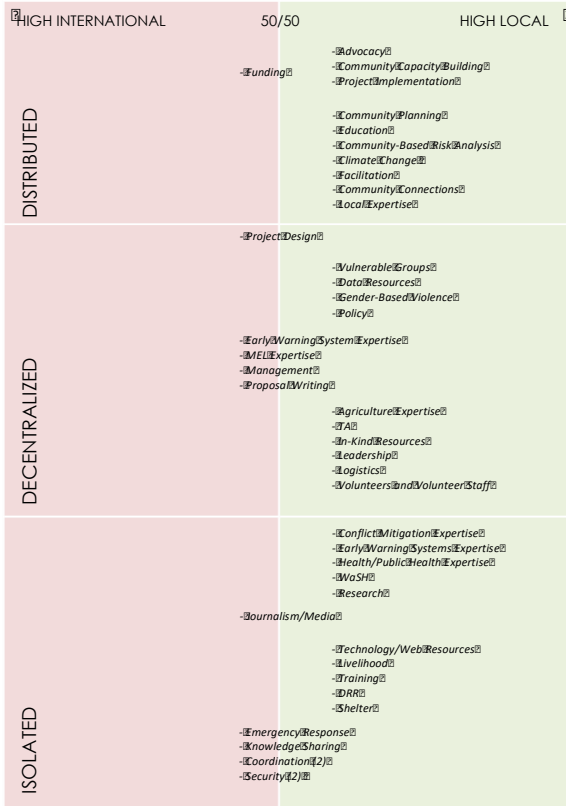 HIGH INTERNATIONAL 50/50 HIGH LOCAL
DISTRIBUTED
- Advocacy
- Community Capacity Building
- Funding
- Project Implementation
- Community Planning
- Education
- Community-Based Risk Analysis
- Climate Change
- Facilitation
- Community Connections
- Local Expertise
DECENTRALIZED
- Project Design
- Vulnerable Groups
- Data Resources
- Gender-Based Violence
- Policy
- Early Warning System Expertise
- MEL Expertise
- Management
- Proposal Writing
- Agriculture Expertise
- TA
- In-Kind Resources
- Leadership
- Logistics
- Volunteers and Volunteer Staff
ISOLATED
- Conflict Mitigation Expertise
- Early Warning Systems Expertise
- Health/Public Health Expertise
- WaSH
- Research
- Journalism/Media
- Technology/Web Resources
- Livelihood
- Training
- DRR
- Shelter
- Emergency Response
- Knowledge Sharing
- Coordination (2)
- Security (2)